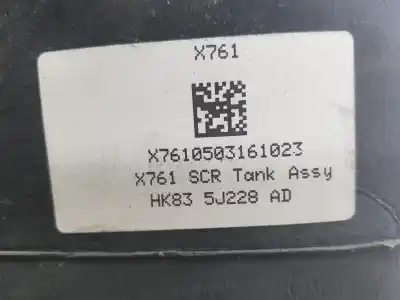 X761
X7610503161023
X761 SCR Tank Assy
HK83 5J228 AD